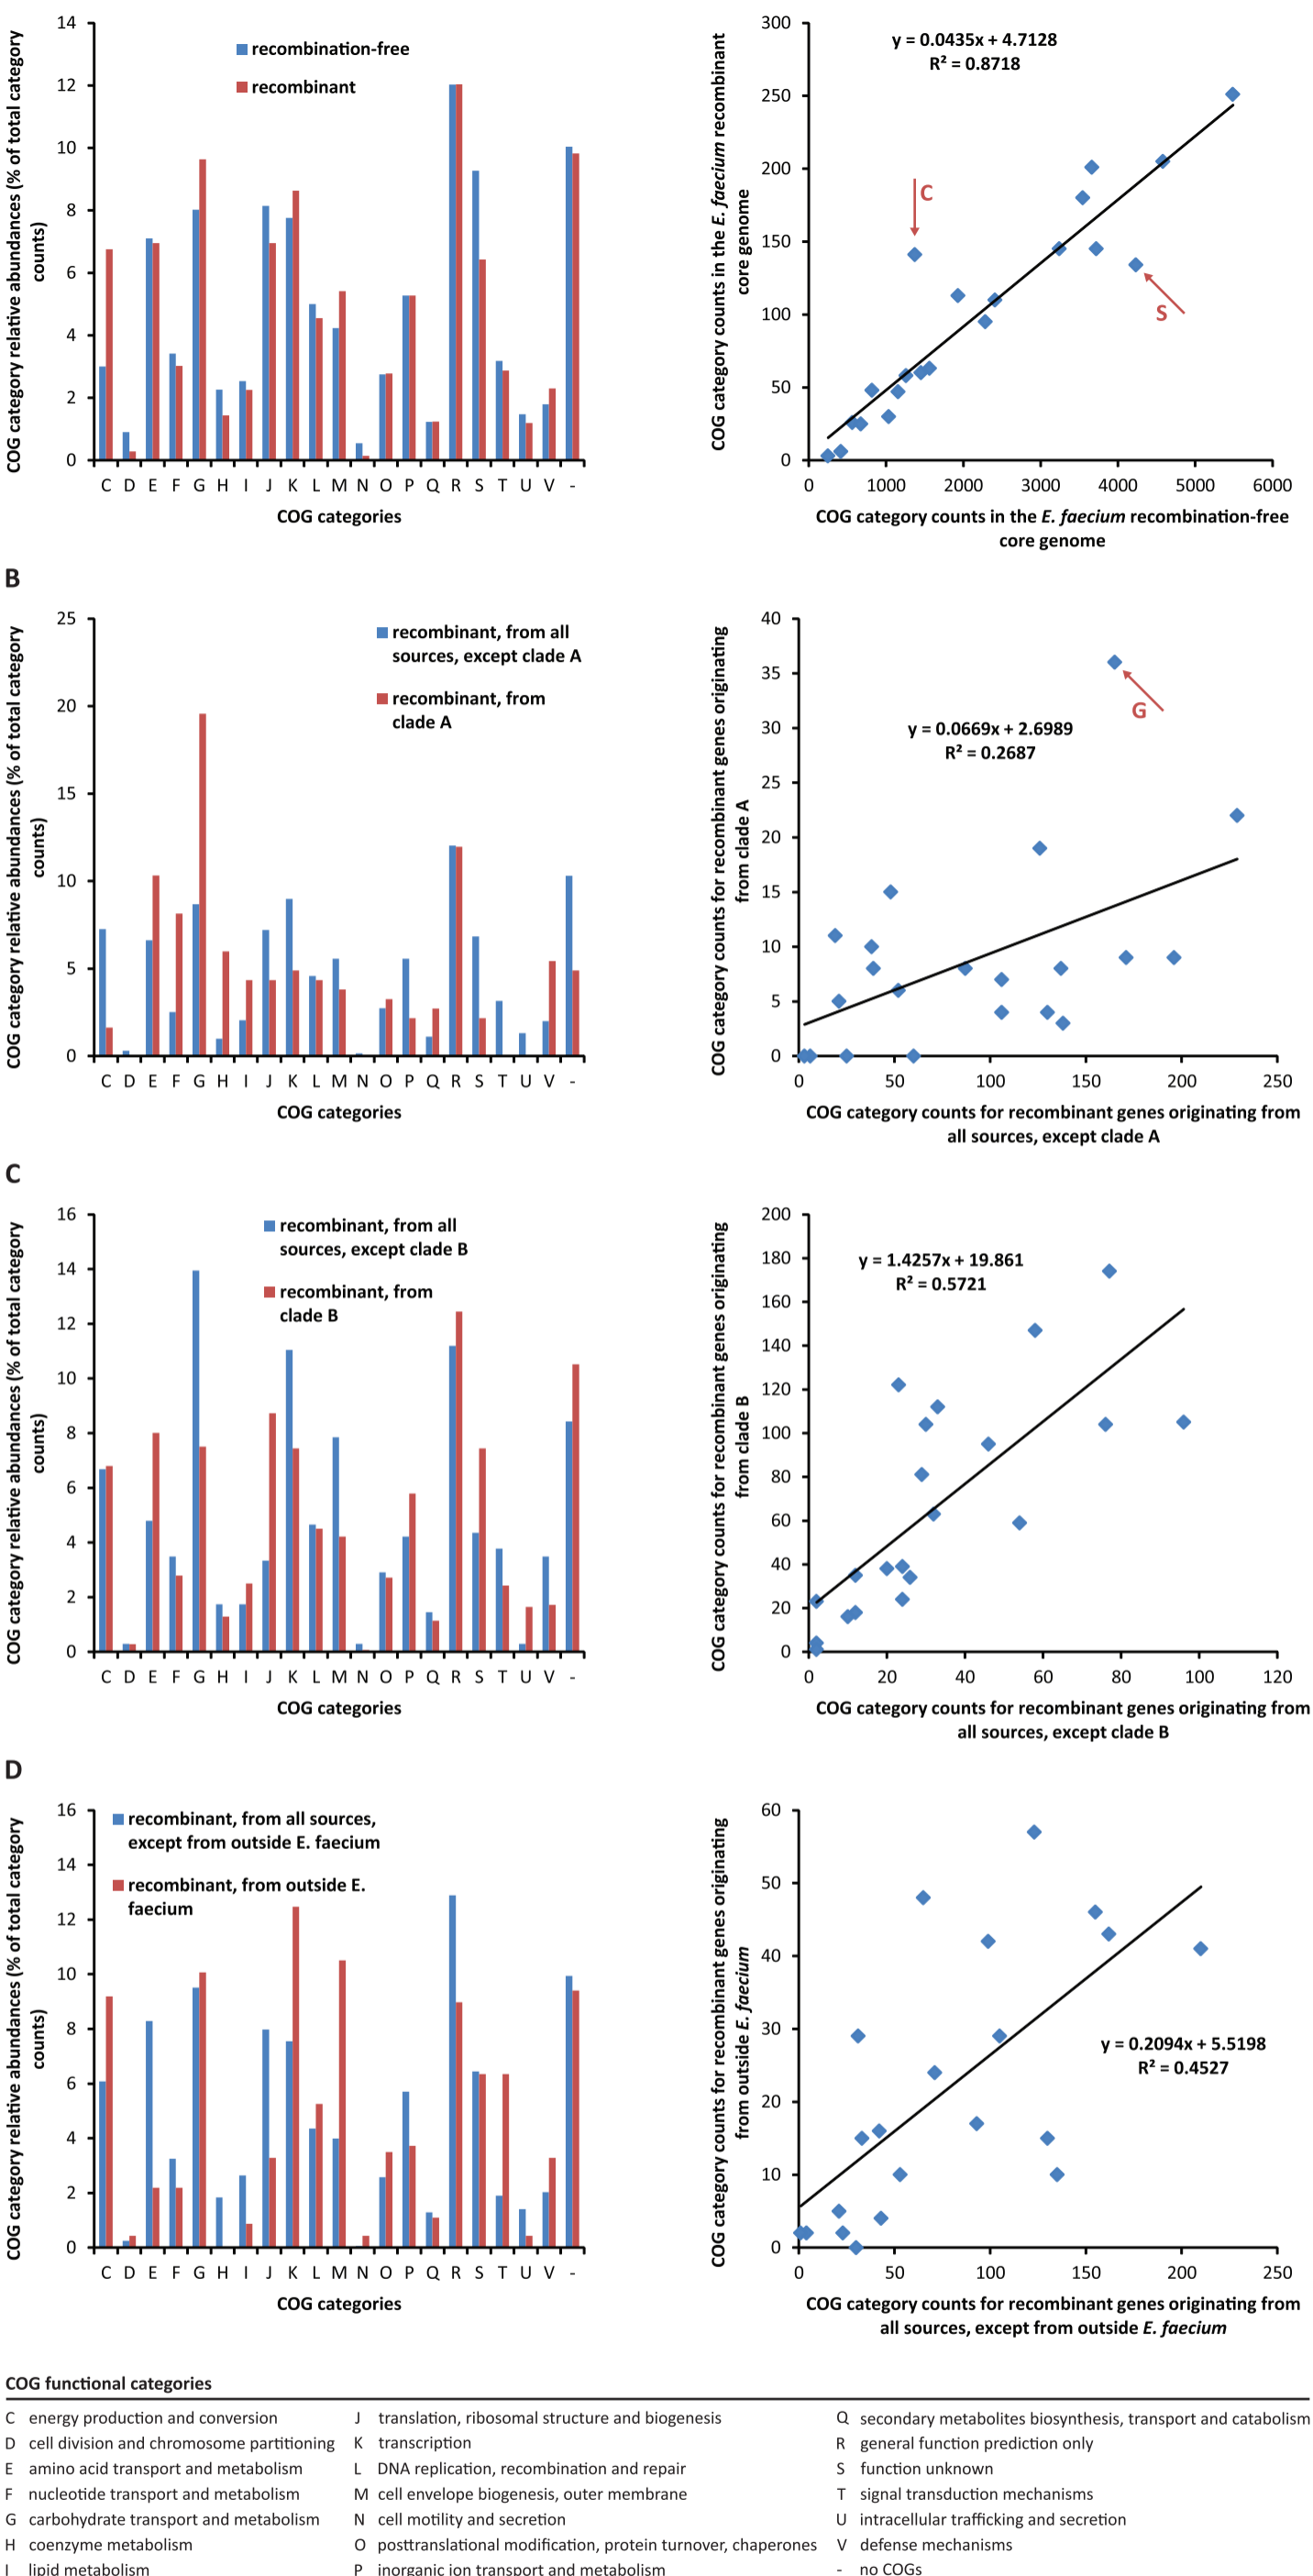 14
12
10
8
6
4
2
0
COG category relative abundances (% of total category
counts)
recombination-free
recombinant
C D E F G H I J K L M N O P Q R S T U V -
COG categories
300
250
200
150
100
50
0
COG category counts in the E. faecium recombinant
core genome
y = 0.0435x + 4.7128
R² = 0.8718
C
S
0 1000 2000 3000 4000 5000 6000
COG category counts in the E. faecium recombination-free
core genome
B
25
20
15
10
5
0
COG category relative abundances (% of total category
counts)
recombinant, from all
sources, except clade A
recombinant, from
clade A
C D E F G H I J K L M N O P Q R S T U V -
COG categories
40
35
30
25
20
15
10
5
0
COG category counts for recombinant genes originating
from clade A
G
y = 0.0669x + 2.6989
R² = 0.2687
0 50 100 150 200 250
COG category counts for recombinant genes originating from
all sources, except clade A
C
16
14
12
10
8
6
4
2
0
COG category relative abundances (% of total category
counts)
recombinant, from all
sources, except clade B
recombinant, from
clade B
C D E F G H I J K L M N O P Q R S T U V -
COG categories
200
180
160
140
120
100
80
60
40
20
0
COG category counts for recombinant genes originating
from clade B
y = 1.4257x + 19.861
R² = 0.5721
0 20 40 60 80 100 120
COG category counts for recombinant genes originating from
all sources, except clade B
D
16
14
12
10
8
6
4
2
0
COG category relative abundances (% of total category
counts)
recombinant, from all sources,
except from outside E. faecium
recombinant, from outside E.
faecium
C D E F G H I J K L M N O P Q R S T U V -
COG categories
60
50
40
30
20
10
0
COG category counts for recombinant genes originating
from outside E. faecium
y = 0.2094x + 5.5198
R² = 0.4527
0 50 100 150 200 250
COG category counts for recombinant genes originating from
all sources, except from outside E. faecium
COG functional categories
C energy production and conversion
D cell division and chromosome partitioning
E amino acid transport and metabolism
F nucleotide transport and metabolism
G carbohydrate transport and metabolism
H coenzyme metabolism
I lipid metabolism
J translation, ribosomal structure and biogenesis
K transcription
L DNA replication, recombination and repair
M cell envelope biogenesis, outer membrane
N cell motility and secretion
O posttranslational modification, protein turnover, chaperones
P inorganic ion transport and metabolism
Q secondary metabolites biosynthesis, transport and catabolism
R general function prediction only
S function unknown
T signal transduction mechanisms
U intracellular trafficking and secretion
V defense mechanisms
- no COGs